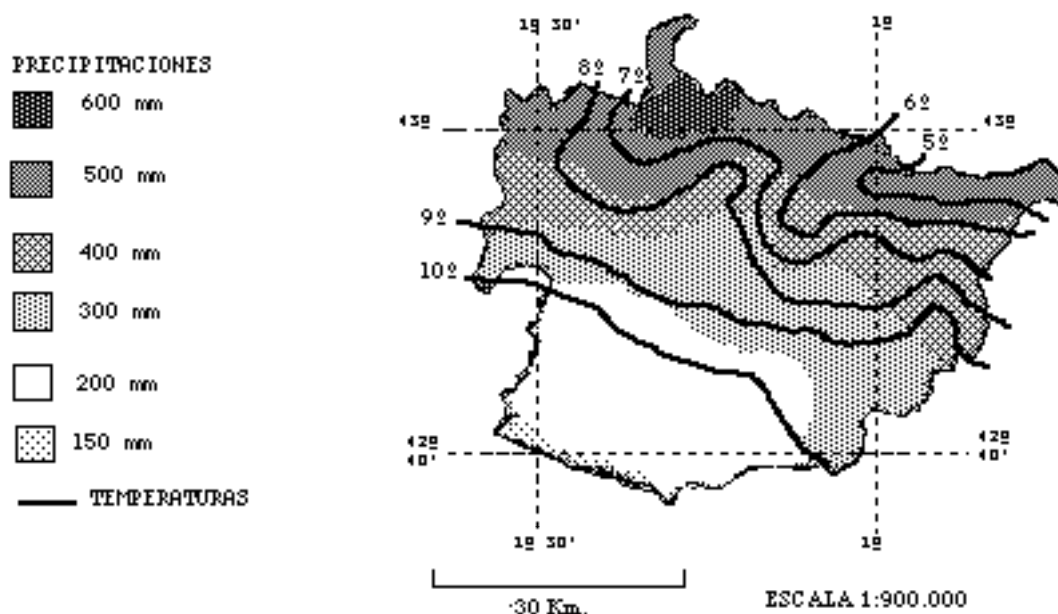 PRECIPITACIONES
600 mm
500 mm
400 mm
300 mm
200 mm
150 mm
TEMPERATURAS
1º 30'
1º
8º
7º
6º
43º
43º
5º
9º
10º
42º
40'
42º
40'
1º 30'
1º
30 Km.
ESCALA 1:900.000